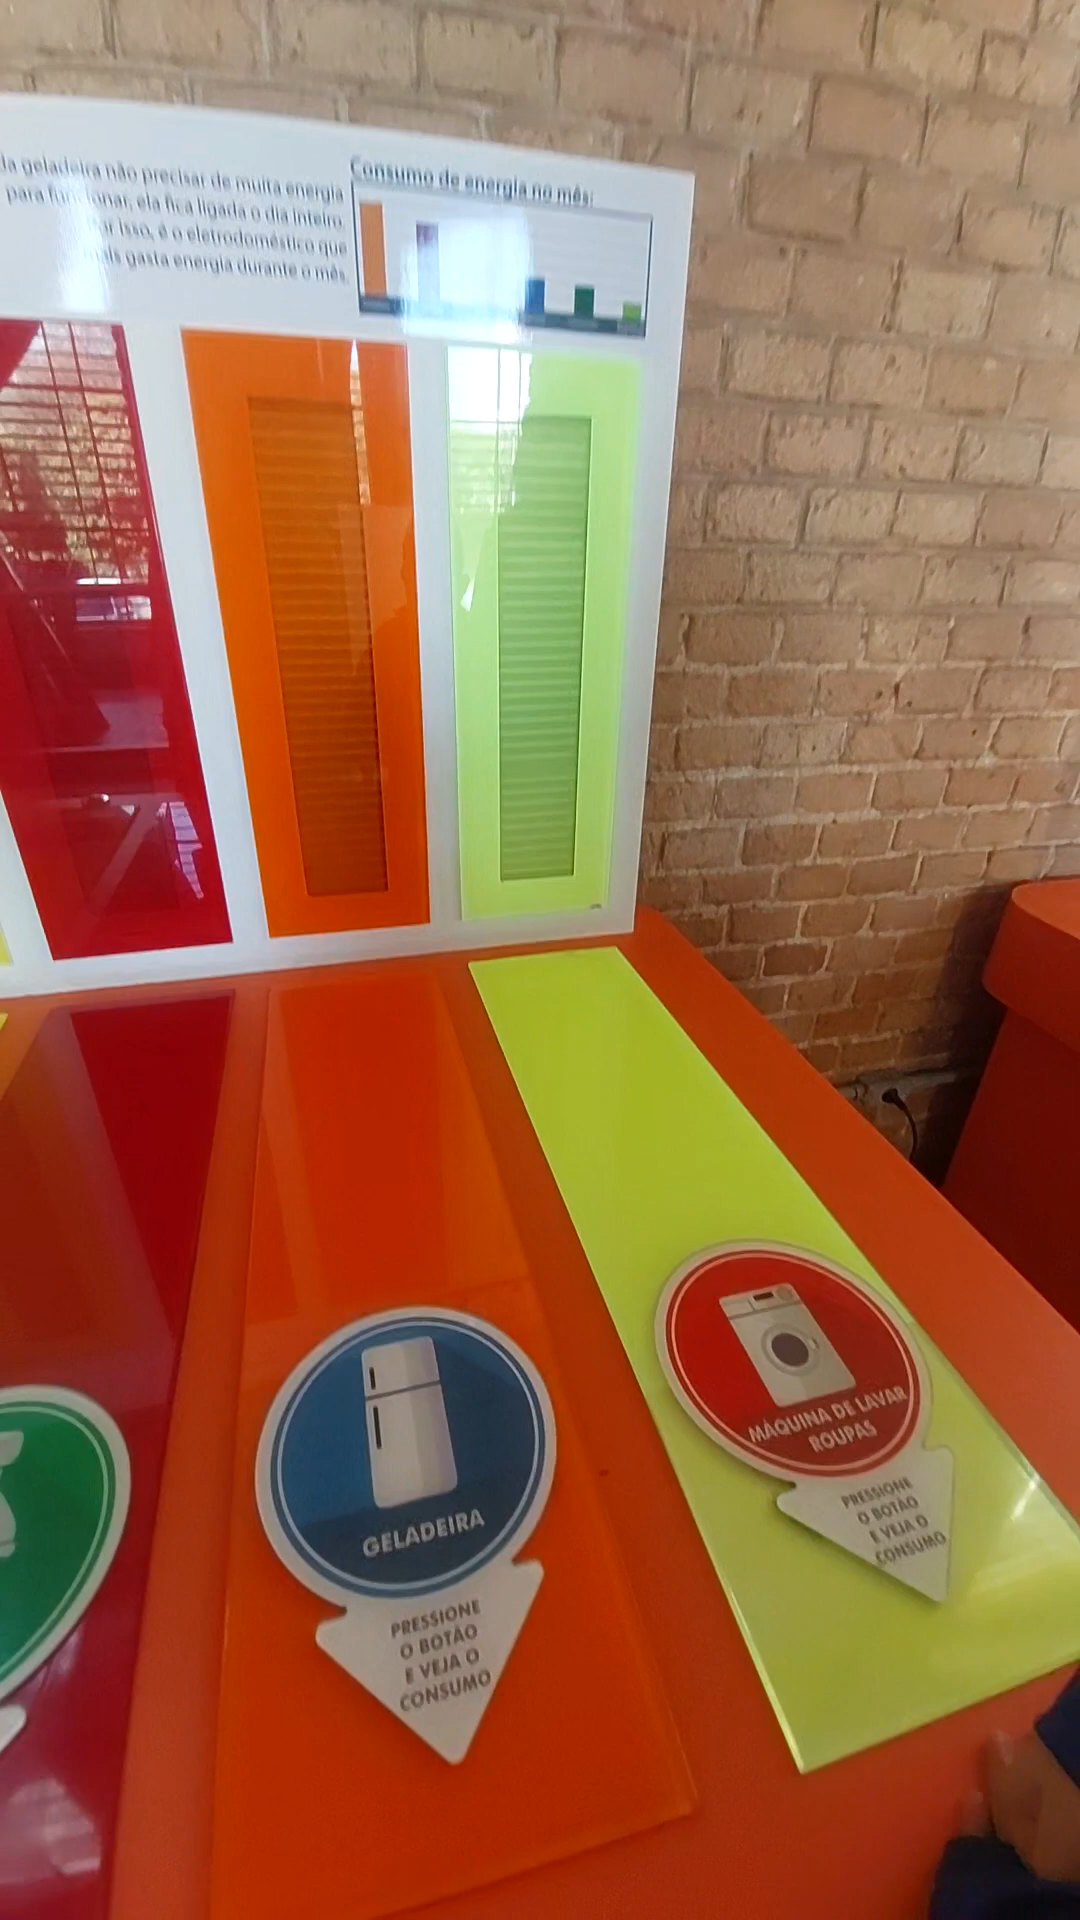 da geladeira não precisar de muita energia
para funcionar, ela fica ligada o dia inteiro.
isso, é o eletrodoméstico que
gasta energia durante o mês.
Consumo de energia no mês:
GELADEIRA
PRESSIONE
O BOTÃO
E VEJA O
CONSUMO
MÁQUINA DE LAVAR
ROUPAS
PRESSIONE
O BOTÃO
E VEJA O
CONSUMO